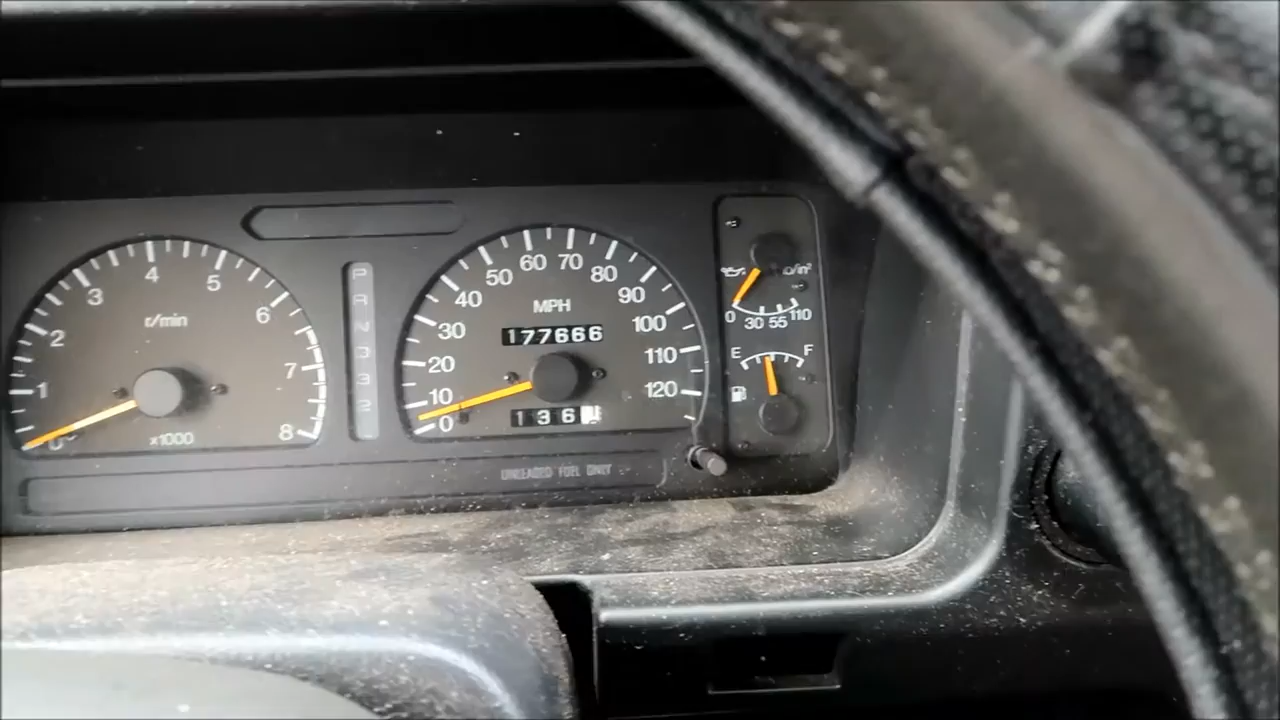 0 1 2 3 4 5 6 7 8
r/min
x1000
P
A
N
D
3
2
0 10 20 30 40 50 60 70 80 90 100 110 120
MPH
177666
136
UNLEADED FUEL ONLY
0 30 55 110
E F